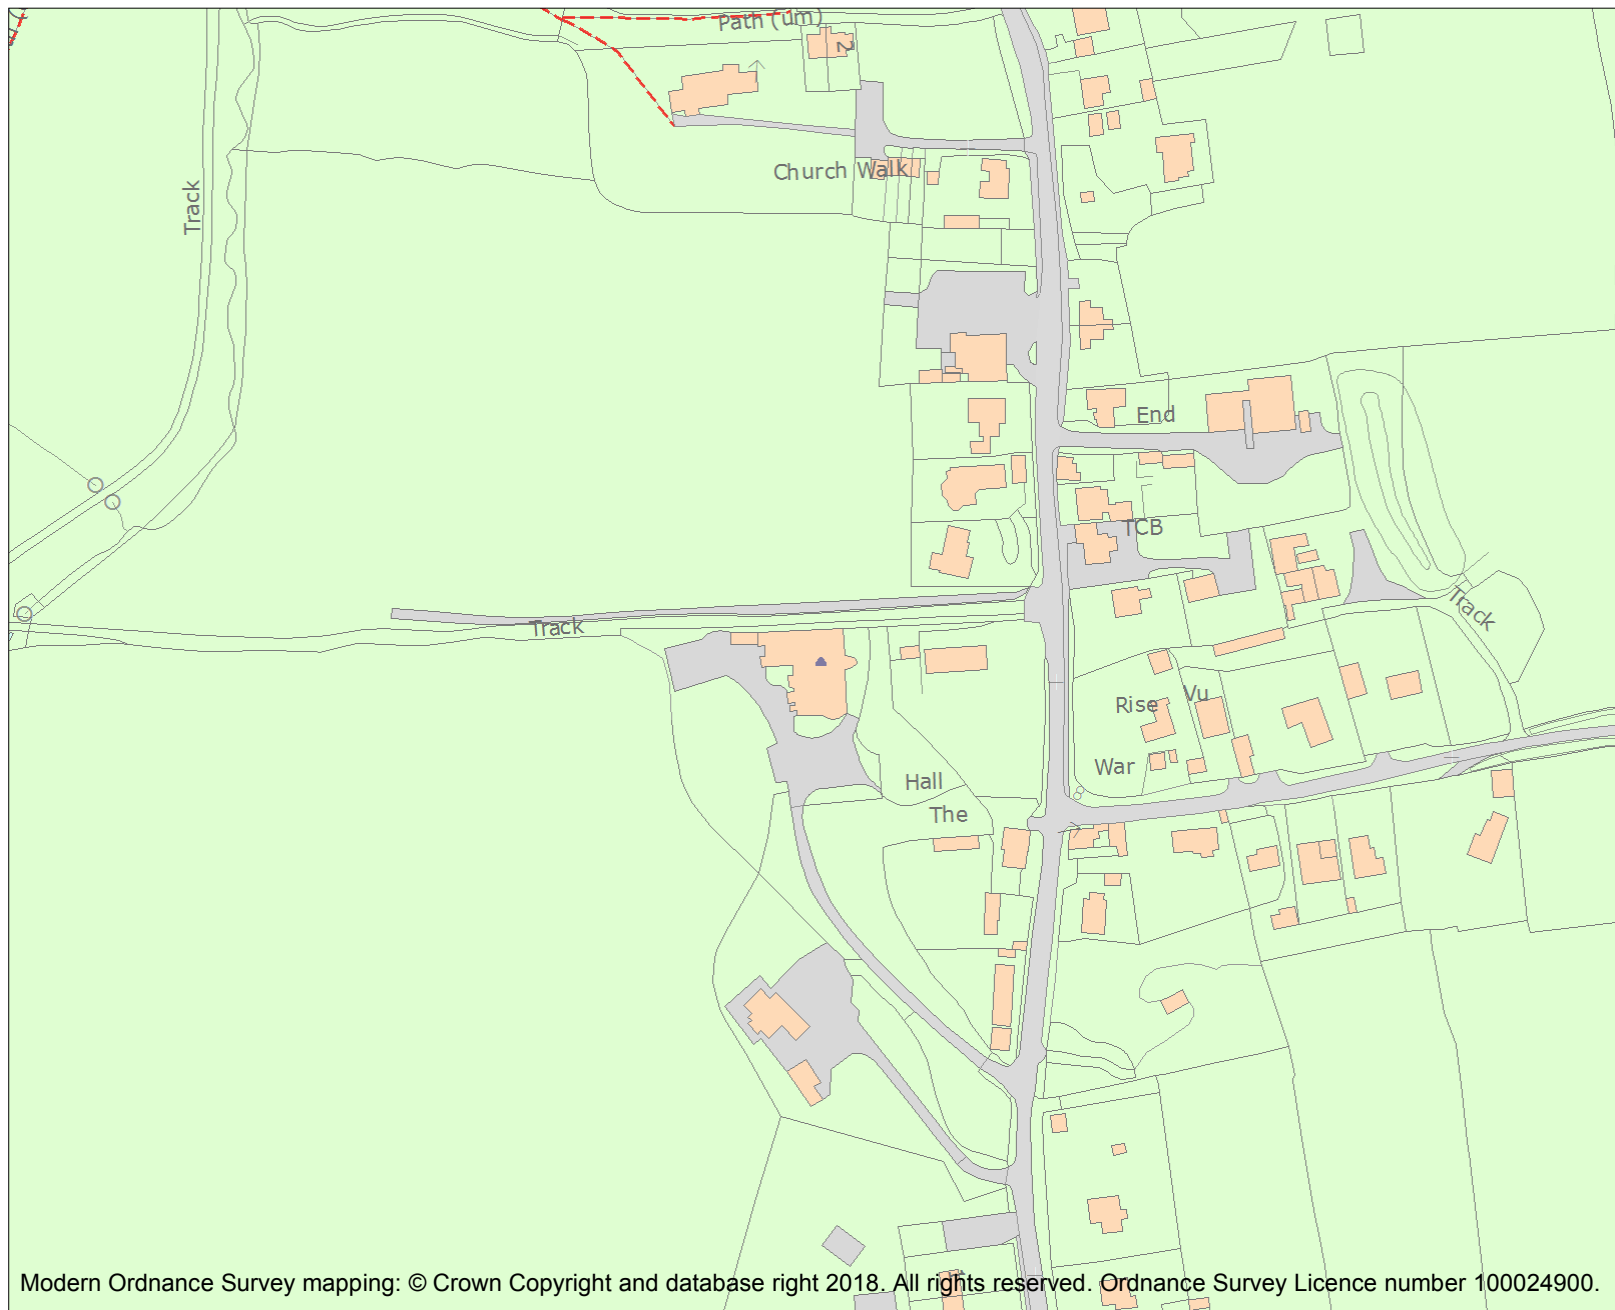 Path (um)
2
Church Walk
Track
End
TCB
Track
Track
Rise
Vu
War
Hall
The
Modern Ordnance Survey mapping: © Crown Copyright and database right 2018. All rights reserved. Ordnance Survey Licence number 100024900.